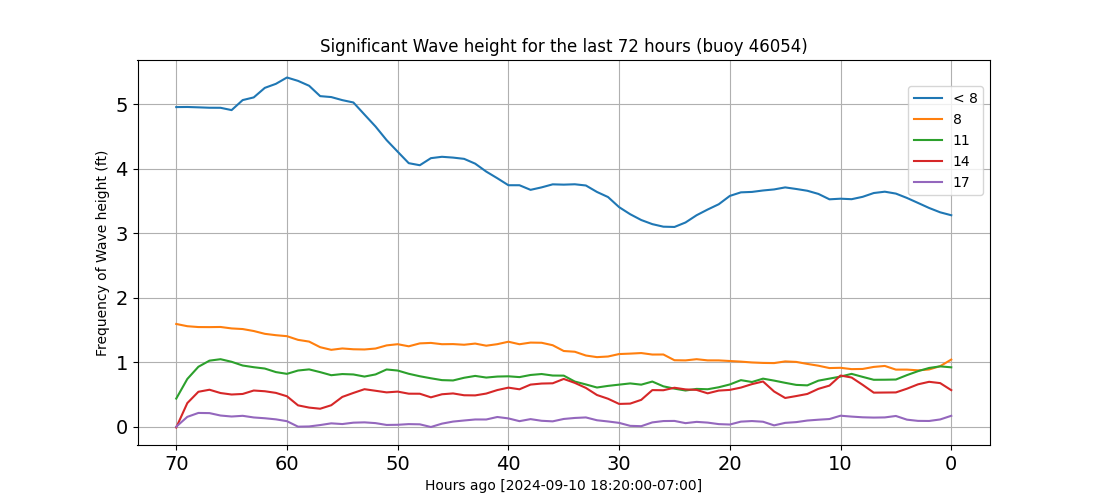 Significant Wave height for the last 72 hours (buoy 46054)
Frequency of Wave height (ft)
5
4
3
2
1
0
< 8
8
11
14
17
70 60 50 40 30 20 10 0
Hours ago [2024-09-10 18:20:00-07:00]